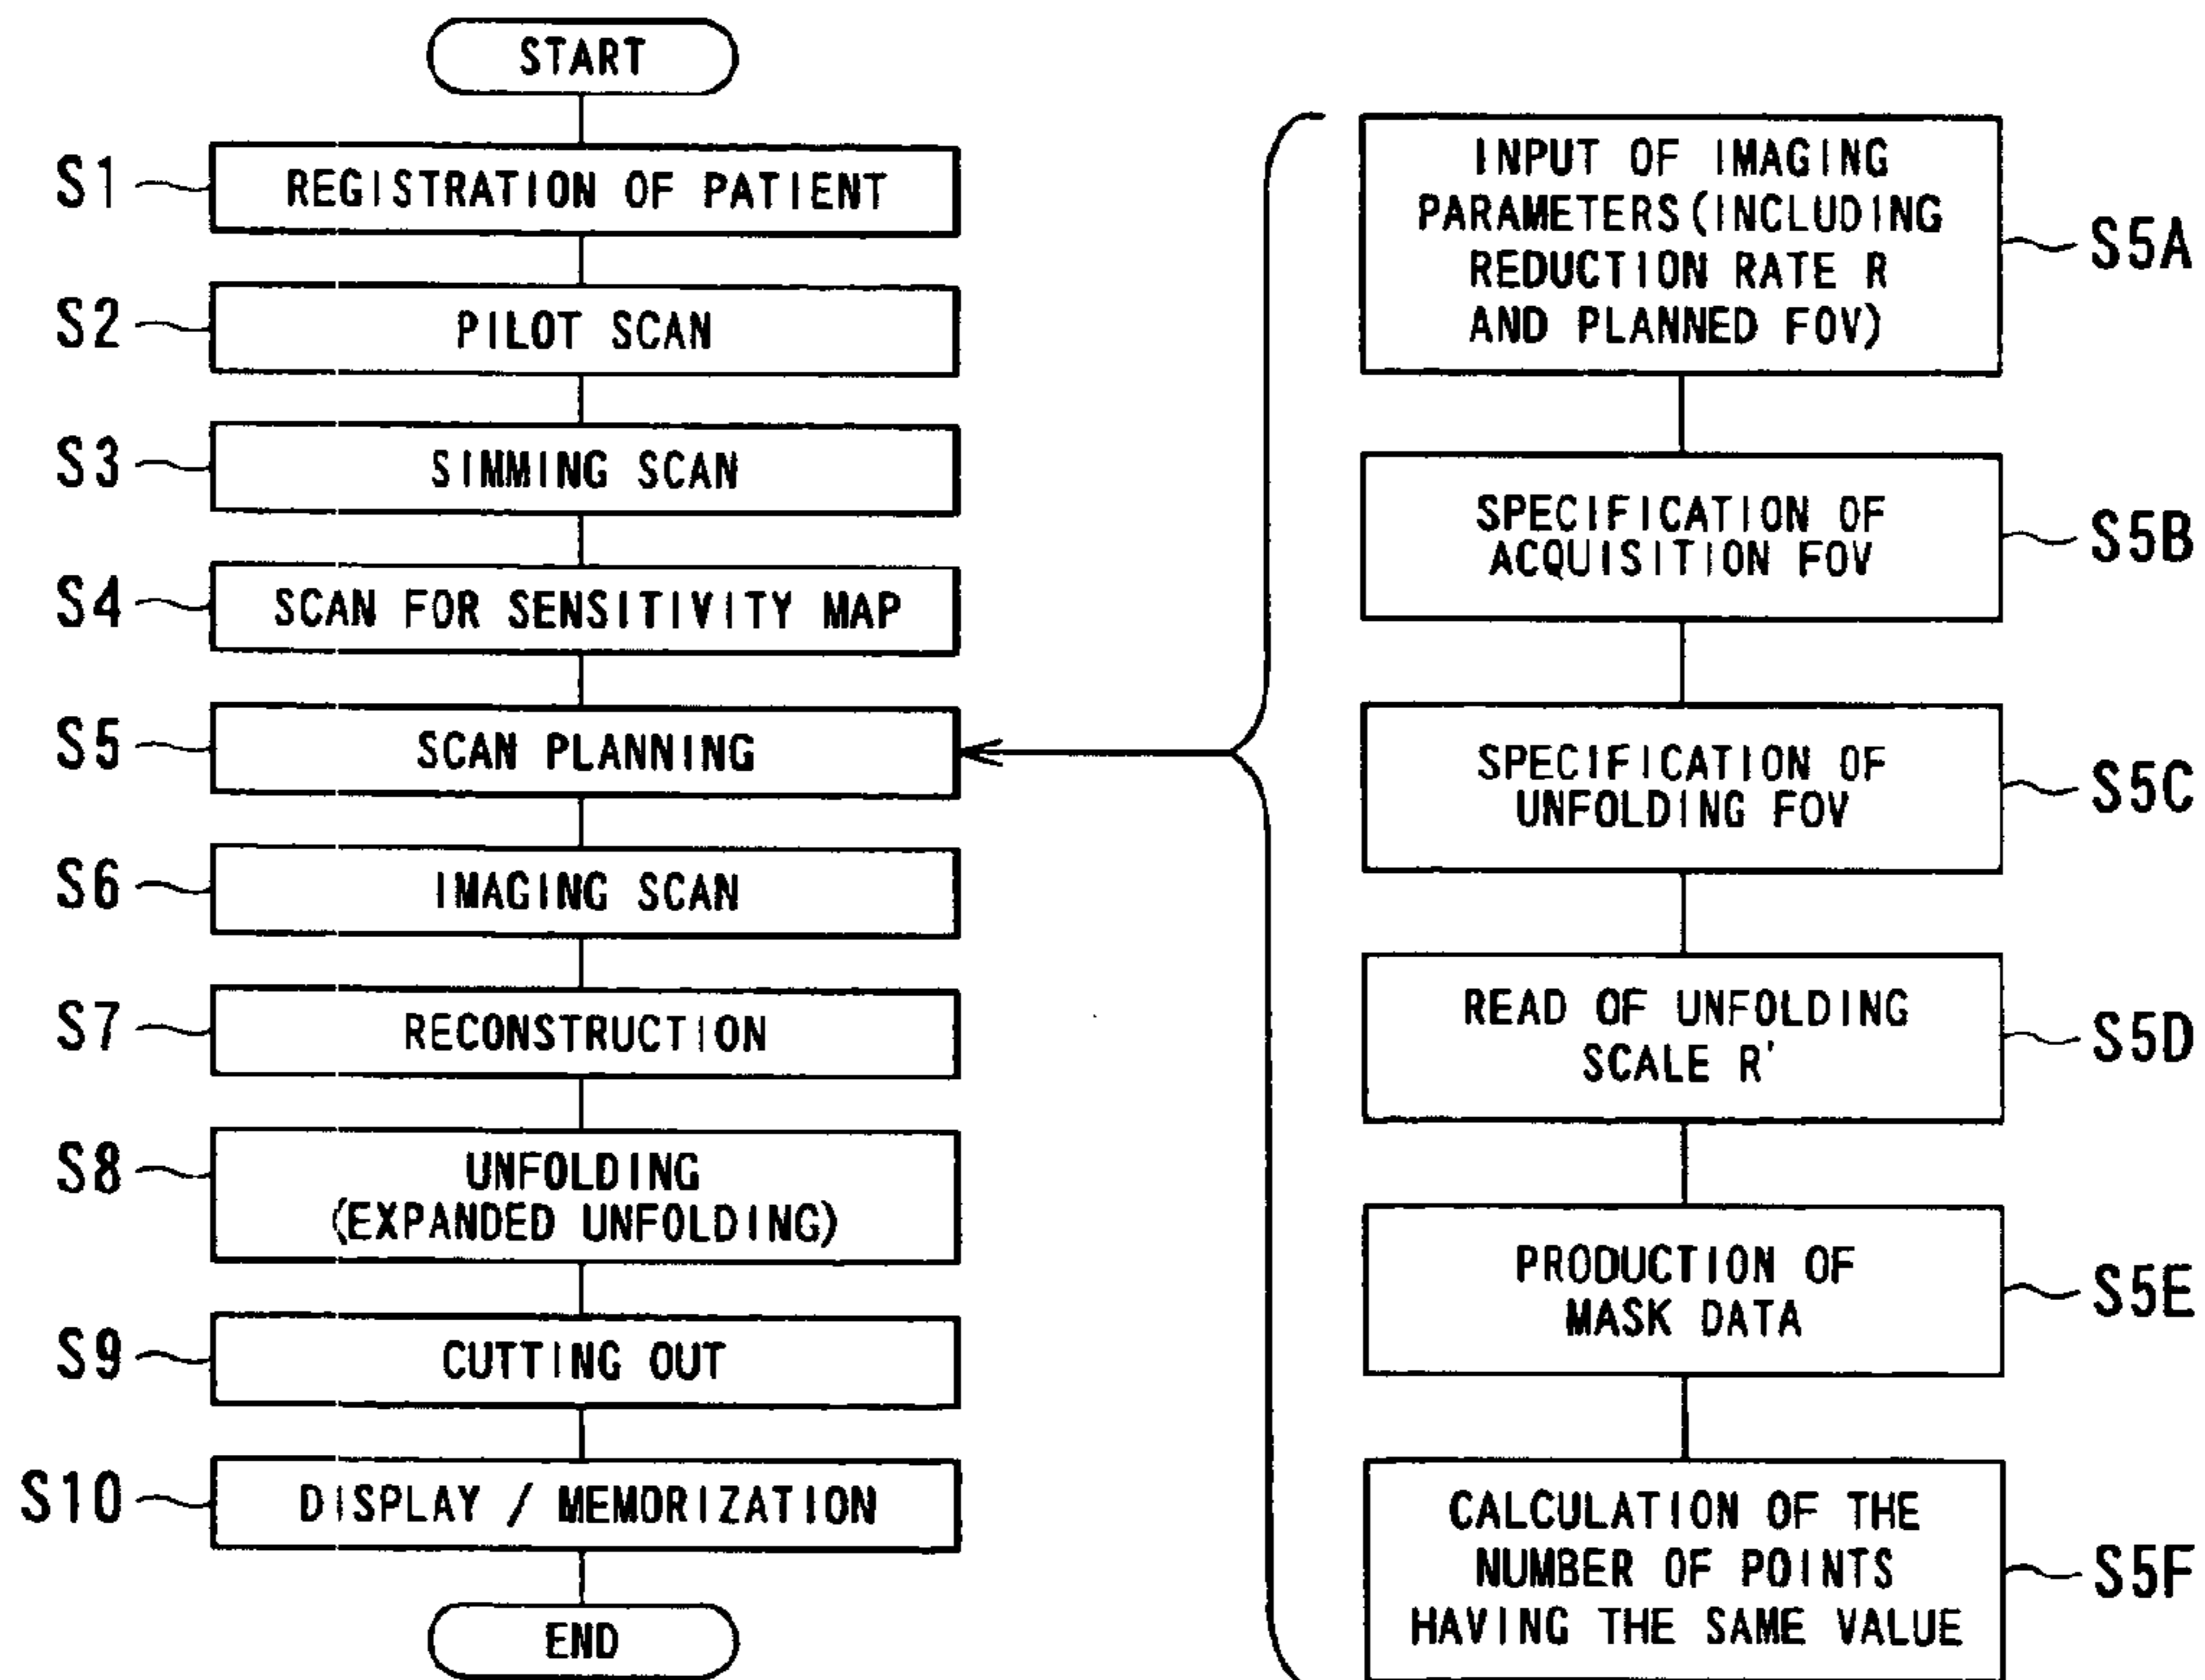 START
S1
REGISTRATION OF PATIENT
S2
PILOT SCAN
S3
SIMMING SCAN
S4
SCAN FOR SENSITIVITY MAP
S5
SCAN PLANNING
S6
IMAGING SCAN
S7
RECONSTRUCTION
S8
UNFOLDING
(EXPANDED UNFOLDING)
S9
CUTTING OUT
S10
DISPLAY / MEMORIZATION
END
INPUT OF IMAGING
PARAMETERS(INCLUDING
REDUCTION RATE R
AND PLANNED FOV)
S5A
SPECIFICATION OF
ACQUISITION FOV
S5B
SPECIFICATION OF
UNFOLDING FOV
S5C
READ OF UNFOLDING
SCALE R'
S5D
PRODUCTION OF
MASK DATA
S5E
CALCULATION OF THE
NUMBER OF POINTS
HAVING THE SAME VALUE
S5F